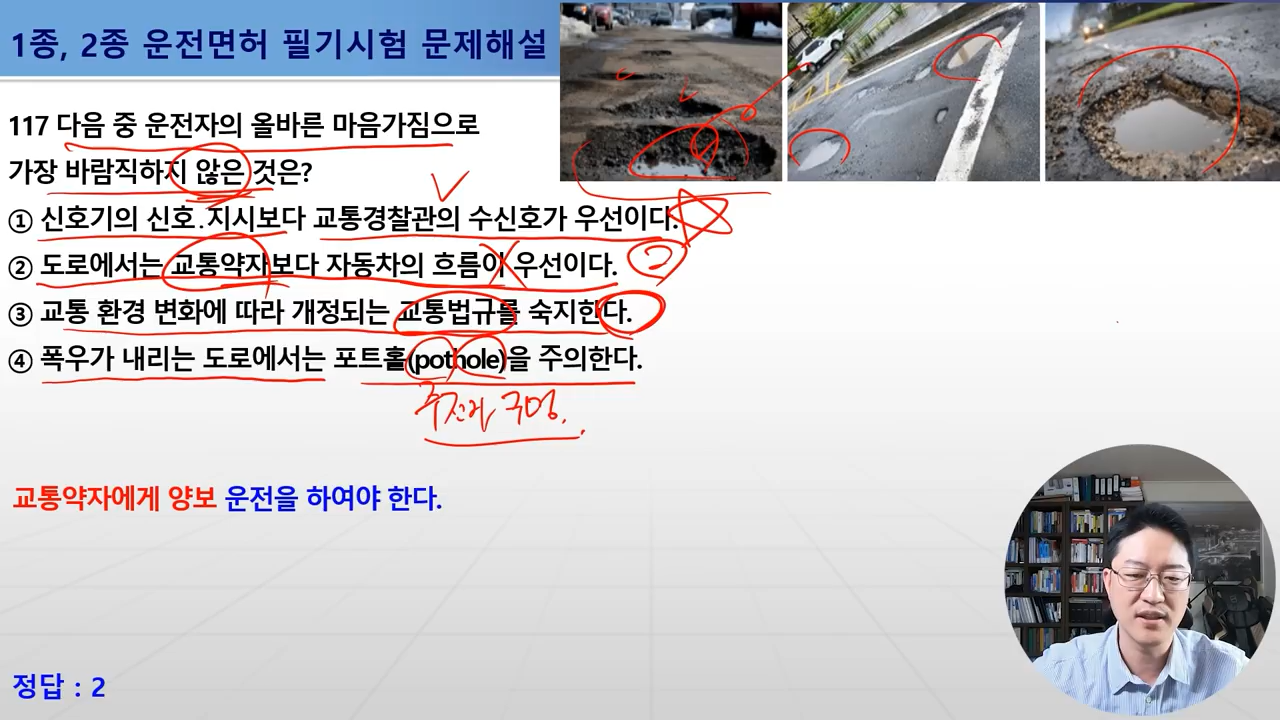 1종, 2종 운전면허 필기시험 문제해설
117 다음 중 운전자의 올바른 마음가짐으로
가장 바람직하지 않은 것은?
① 신호기의 신호.지시보다 교통경찰관의 수신호가 우선이다.
② 도로에서는 교통약자보다 자동차의 흐름이 우선이다.
③ 교통 환경 변화에 따라 개정되는 교통법규를 숙지한다.
④ 폭우가 내리는 도로에서는 포트홀(pothole)을 주의한다.
구멍.
교통약자에게 양보 운전을 하여야 한다.
정답 : 2